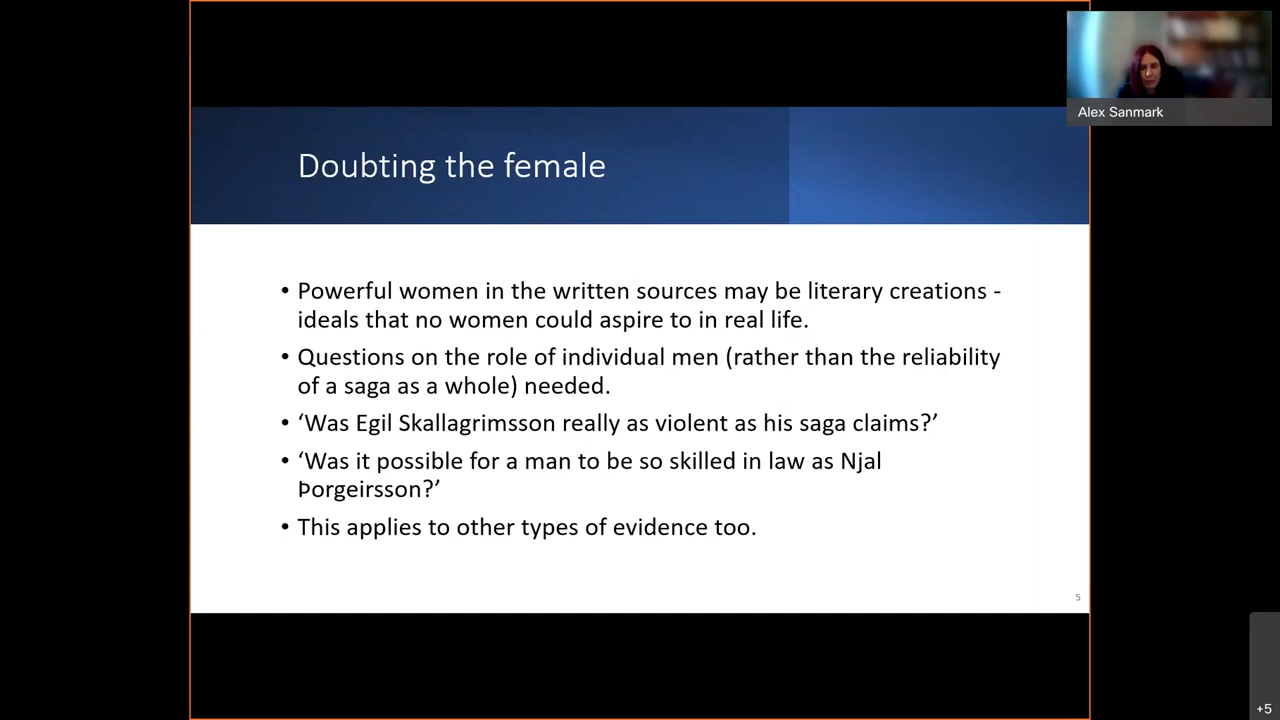 Alex Sanmark
Doubting the female
• Powerful women in the written sources may be literary creations -
ideals that no women could aspire to in real life.
• Questions on the role of individual men (rather than the reliability
of a saga as a whole) needed.
• ‘Was Egil Skallagrimsson really as violent as his saga claims?’
• ‘Was it possible for a man to be so skilled in law as Njal
Þorgeirsson?’
• This applies to other types of evidence too.
5
+5